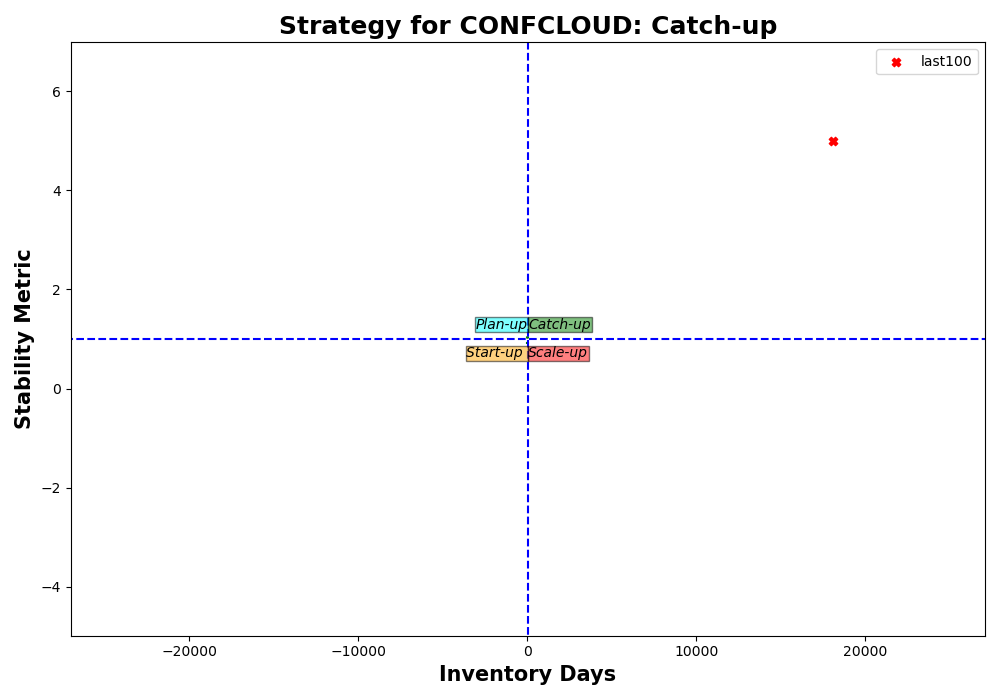 Strategy for CONFCLOUD: Catch-up
last100
6
4
2
0
−2
−4
Stability Metric
Plan-up
Catch-up
Start-up
Scale-up
−20000
−10000
0
10000
20000
Inventory Days